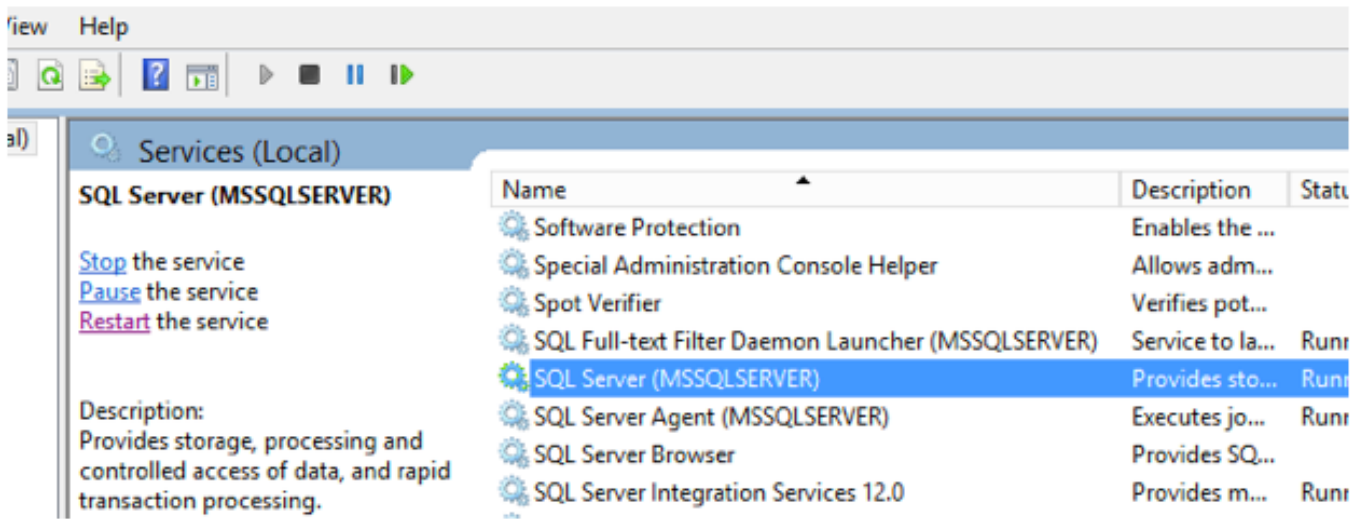 View Help
al)
Services (Local)
SQL Server (MSSQLSERVER)
Stop the service
Pause the service
Restart the service
Description:
Provides storage, processing and
controlled access of data, and rapid
transaction processing.
Name Description Statu
Software Protection Enables the ...
Special Administration Console Helper Allows adm...
Spot Verifier Verifies pot...
SQL Full-text Filter Daemon Launcher (MSSQLSERVER) Service to la... Runn
SQL Server (MSSQLSERVER) Provides sto... Runn
SQL Server Agent (MSSQLSERVER) Executes jo... Runn
SQL Server Browser Provides SQ...
SQL Server Integration Services 12.0 Provides m... Runn